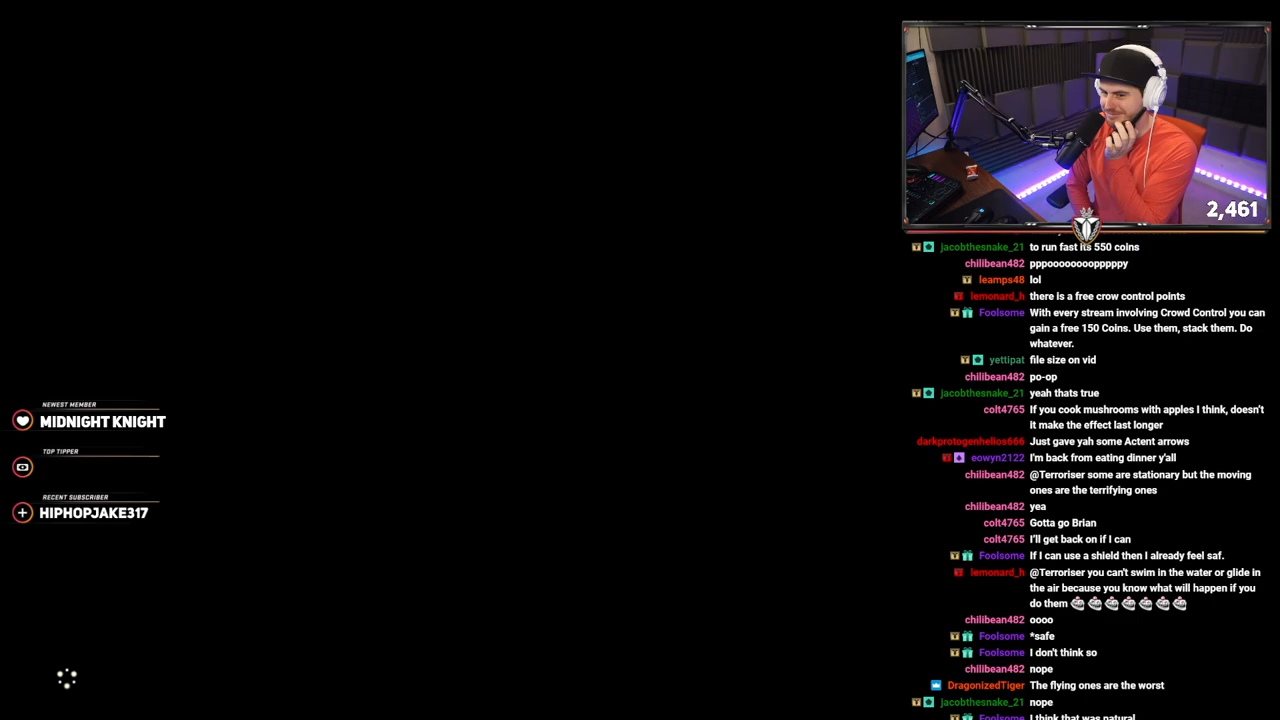 2,461
jacobthesnake_21 to run fast its 550 coins
chilibean482 pppoooooooopppppy
leamps48 lol
lemonard_h there is a free crow control points
Foolsome With every stream involving Crowd Control you can
gain a free 150 Coins. Use them, stack them. Do
whatever.
yettipat file size on vid
chilibean482 po-op
jacobthesnake_21 yeah thats true
colt4765 If you cook mushrooms with apples I think, doesn't
it make the effect last longer
darkprotogenhelios666 Just gave yah some Actent arrows
eowyn2122 I'm back from eating dinner y'all
chilibean482 @Terroriser some are stationary but the moving
ones are the terrifying ones
chilibean482 yea
colt4765 Gotta go Brian
colt4765 I'll get back on if I can
Foolsome If I can use a shield then I already feel saf.
lemonard_h @Terroriser you can't swim in the water or glide in
the air because you know what will happen if you
do them
chilibean482 oooo
Foolsome *safe
Foolsome I don't think so
chilibean482 nope
DragonizedTiger The flying ones are the worst
jacobthesnake_21 nope
Foolsome I think that was natural
NEWEST MEMBER
MIDNIGHT KNIGHT
TOP TIPPER
RECENT SUBSCRIBER
HIPHOPJAKE317